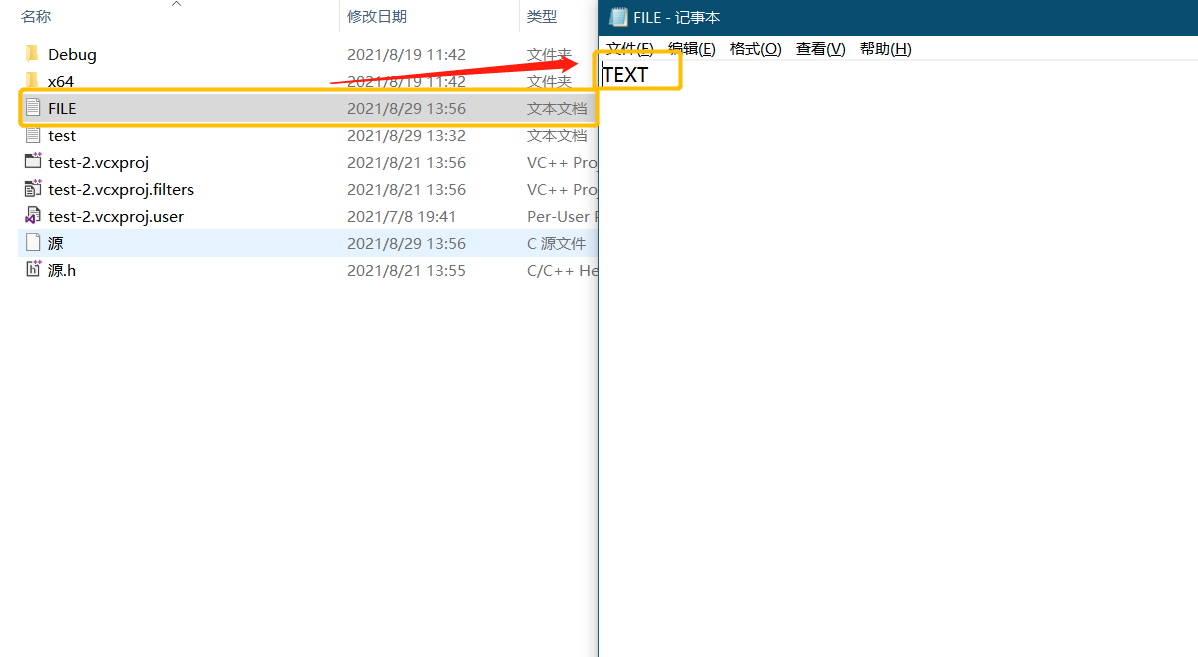 名称 修改日期 类型
Debug 2021/8/19 11:42 文件夹
x64 2021/8/19 11:42 文件夹
FILE 2021/8/29 13:56 文本文档
test 2021/8/29 13:32 文本文档
test-2.vcxproj 2021/8/21 13:56 VC++ Proj
test-2.vcxproj.filters 2021/8/21 13:56 VC++ Proj
test-2.vcxproj.user 2021/7/8 19:41 Per-User
源 2021/8/29 13:56 C 源文件
源.h 2021/8/21 13:55 C/C++ He
FILE - 记事本
文件(F) 编辑(E) 格式(O) 查看(V) 帮助(H)
TEXT